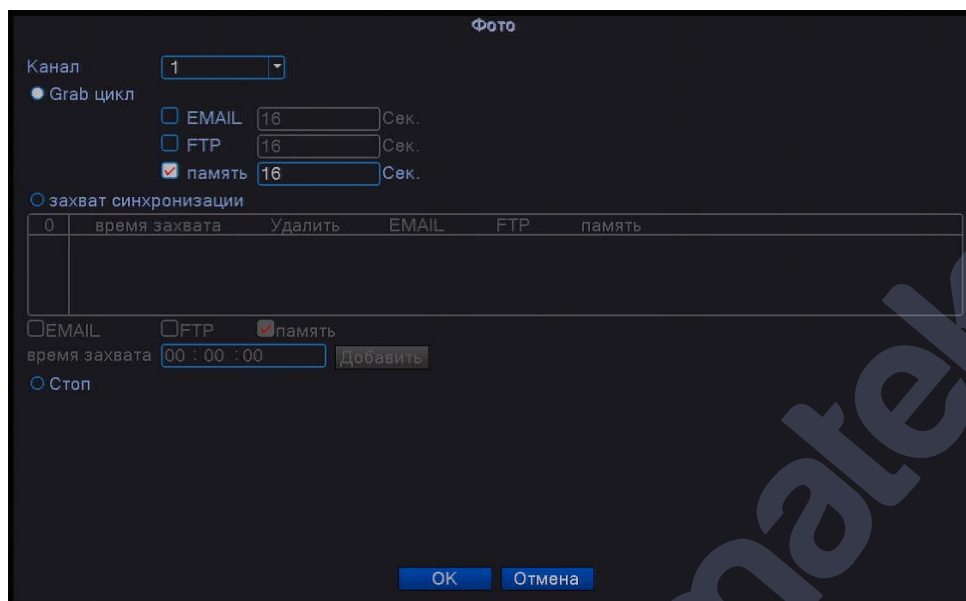 Фото
Канал 1
Grab цикл
EMAIL 16 Сек.
FTP 16 Сек.
память 16 Сек.
захват синхронизации
0 время захвата Удалить EMAIL FTP память
EMAIL FTP память
время захвата 00 : 00 : 00 Добавить
Стоп
OK Отмена
matek